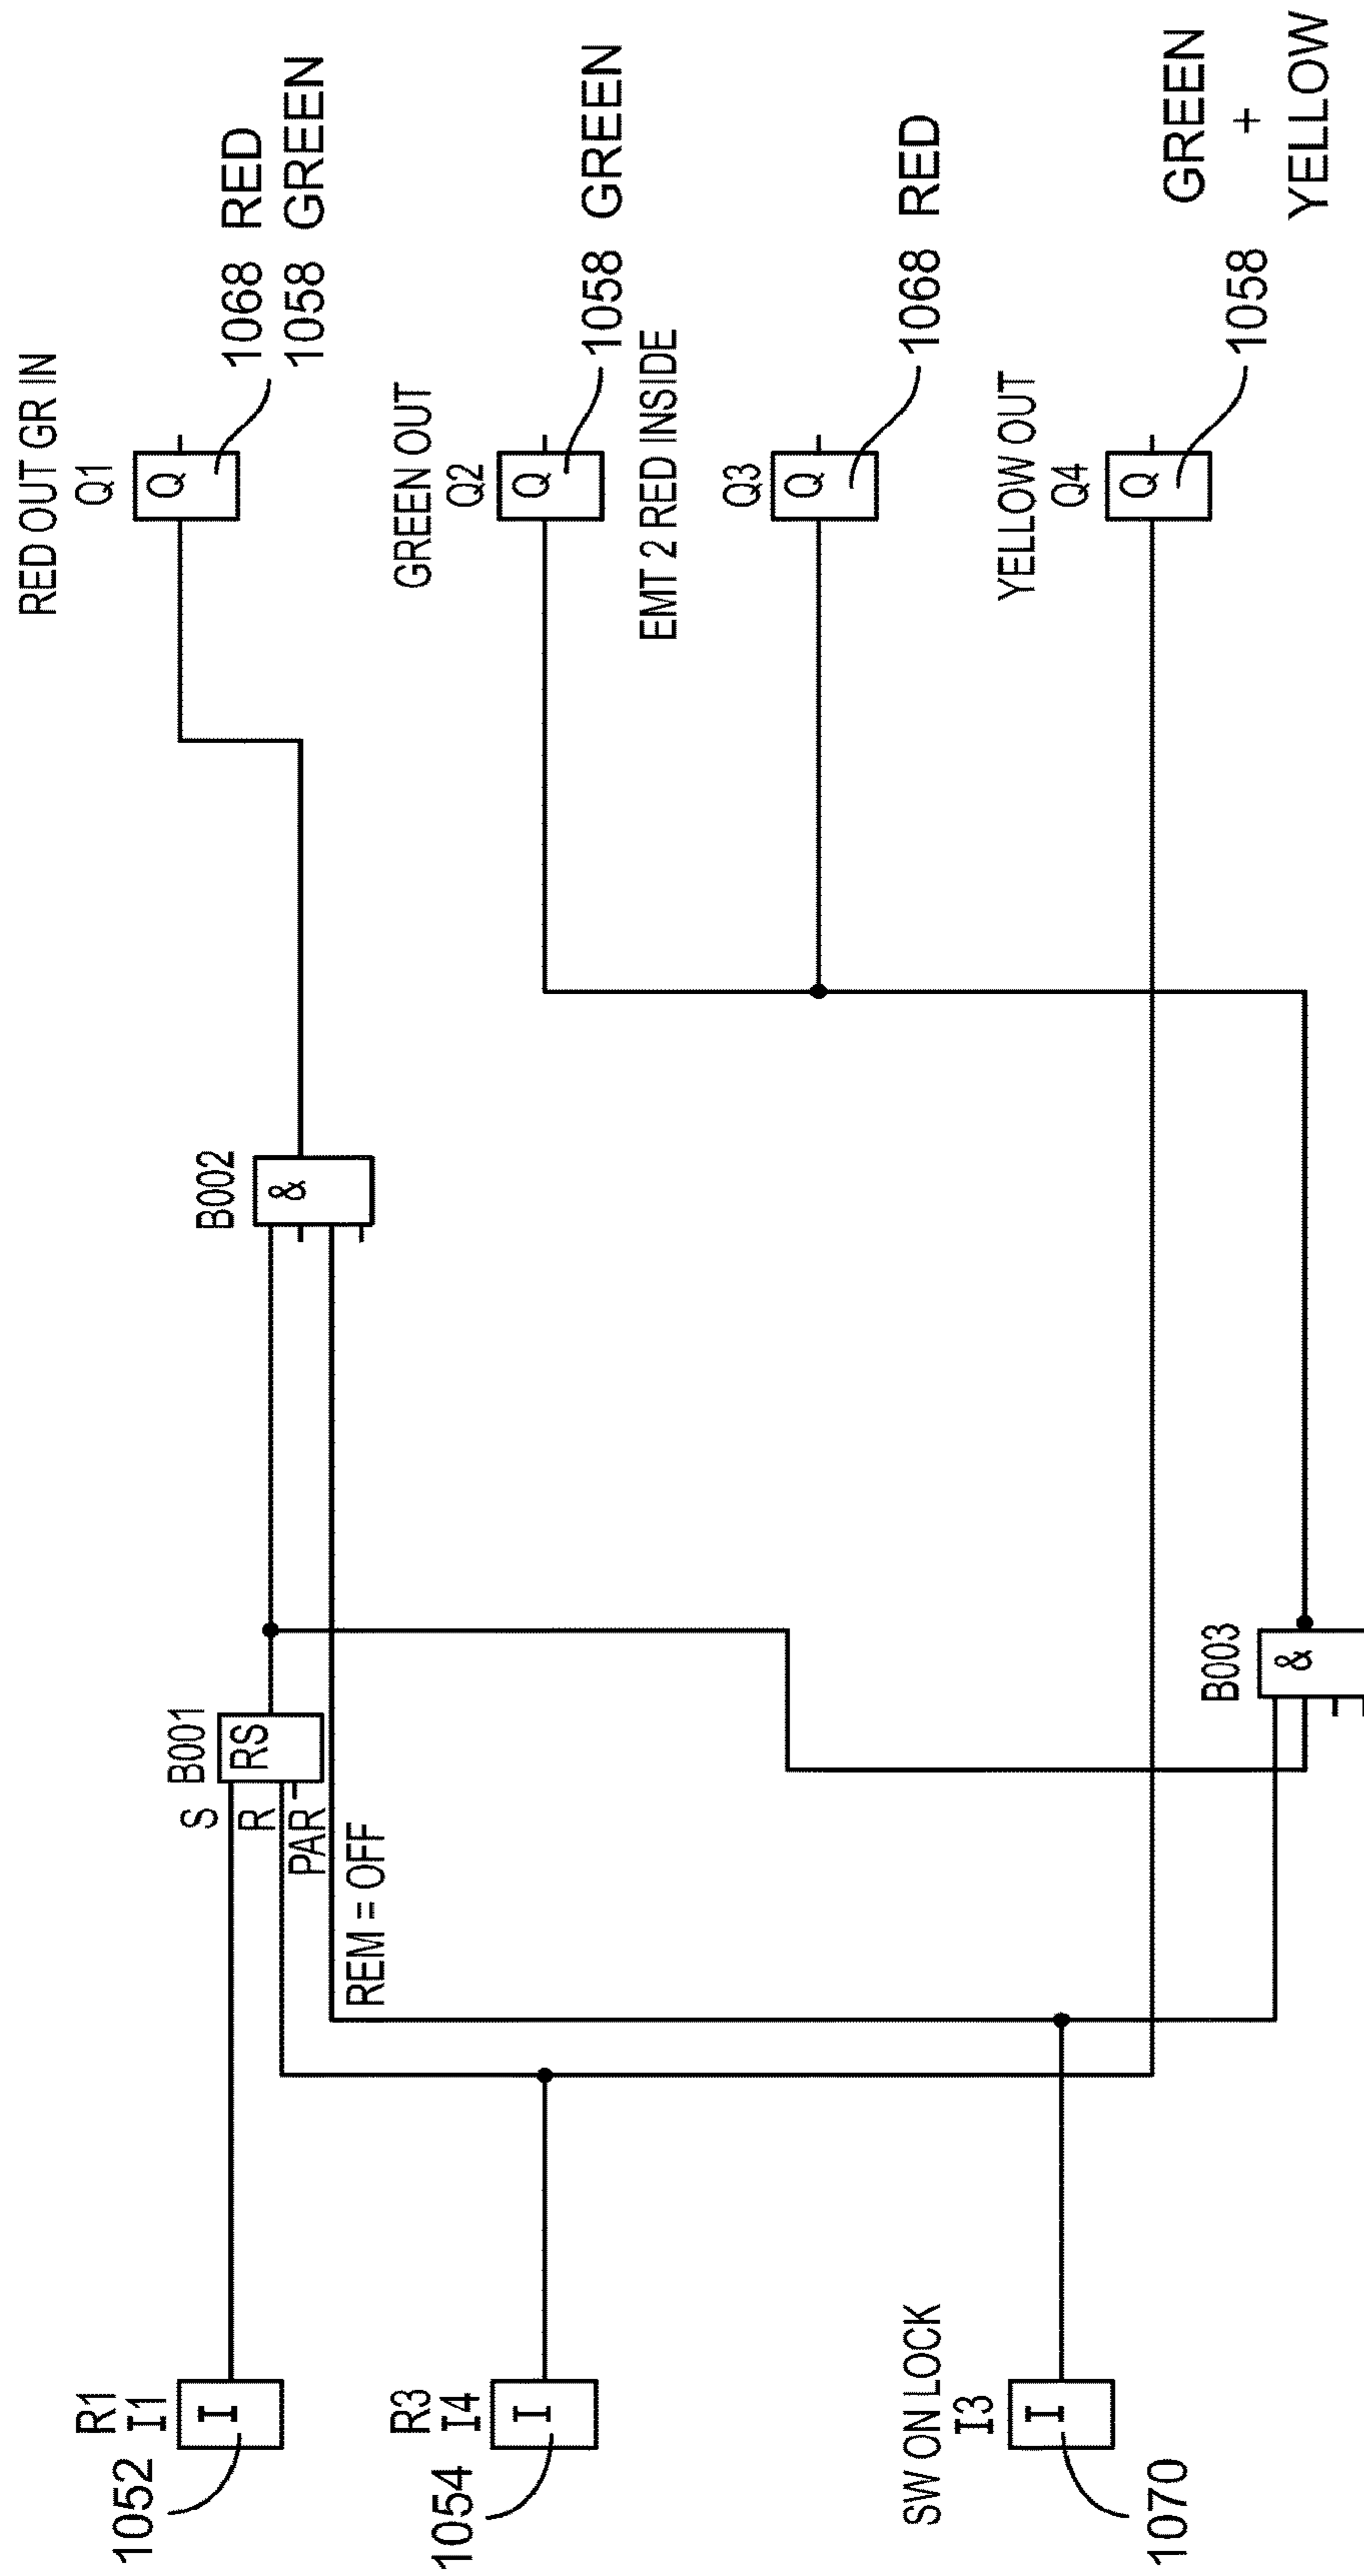 RED OUT GR IN
Q1
Q
1068 RED
1058 GREEN
GREEN OUT
Q2
Q
1058 GREEN
EMT 2 RED INSIDE
Q3
Q
1068 RED
YELLOW OUT
Q4
Q
1058
GREEN
+
YELLOW
B002
&
B001
RS
S
R
PAR
REM = OFF
B003
&
R1
I1
I
1052
R3
I4
I
1054
SW ON LOCK
I3
I
1070